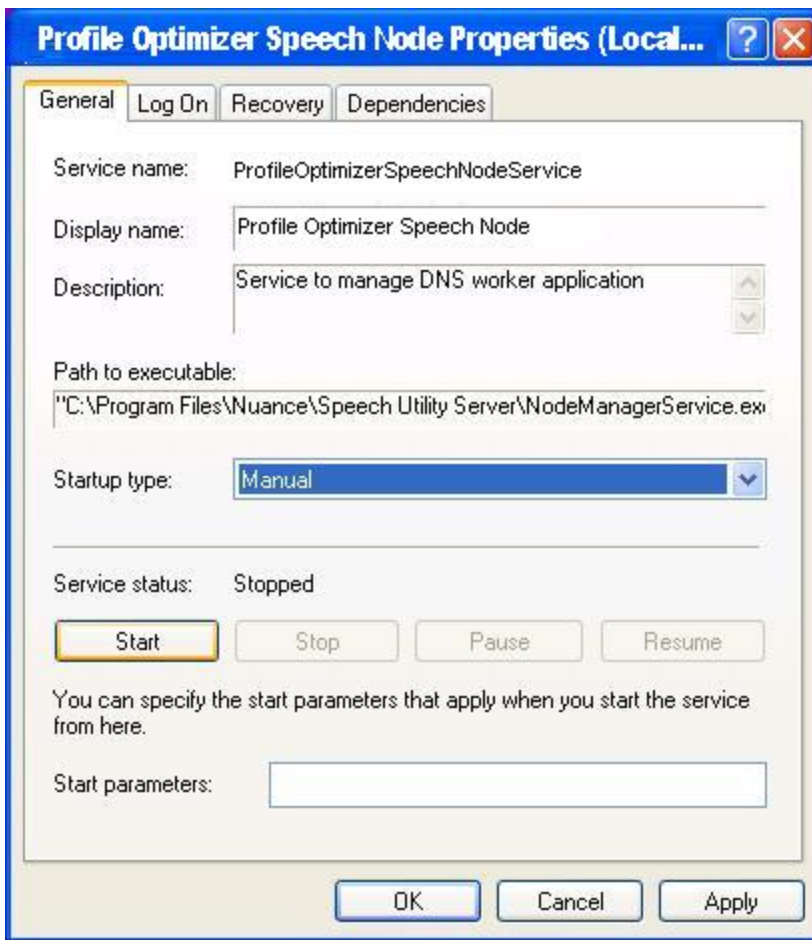 Profile Optimizer Speech Node Properties (Local...
General Log On Recovery Dependencies
Service name: ProfileOptimizerSpeechNodeService
Display name: Profile Optimizer Speech Node
Description: Service to manage DNS worker application
Path to executable:
"C:\Program Files\Nuance\Speech Utility Server\NodeManagerService.exe
Startup type: Manual
Service status: Stopped
Start Stop Pause Resume
You can specify the start parameters that apply when you start the service
from here.
Start parameters:
OK Cancel Apply